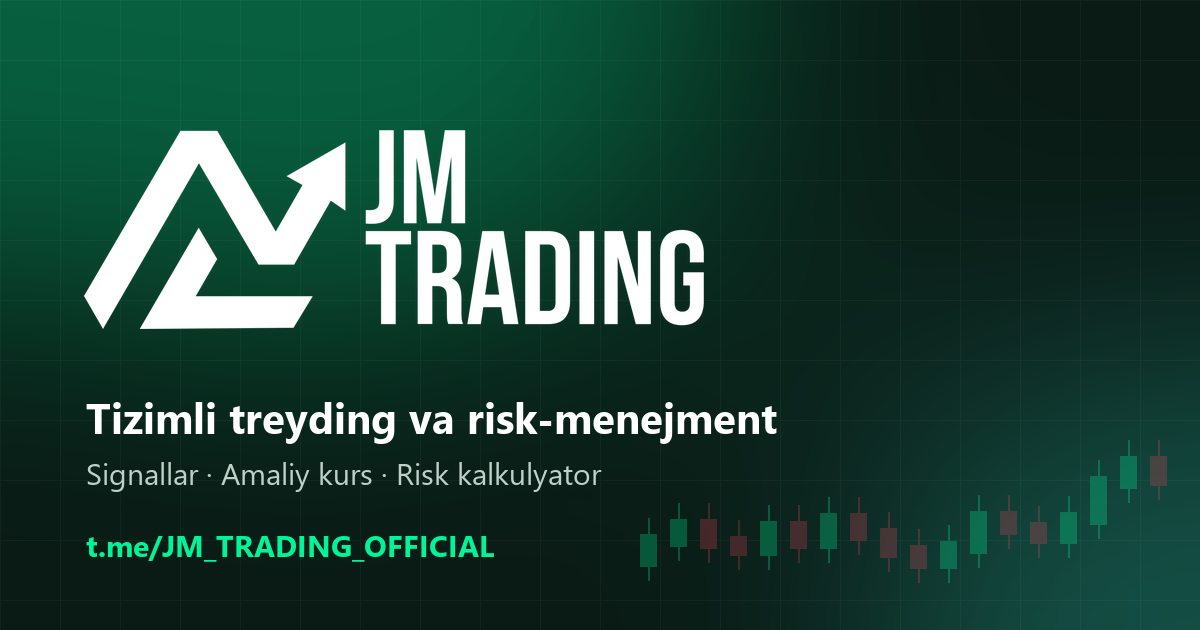 JM
TRADING
Tizimli treyding va risk-menejment
Signallar · Amaliy kurs · Risk kalkulyator
t.me/JM_TRADING_OFFICIAL